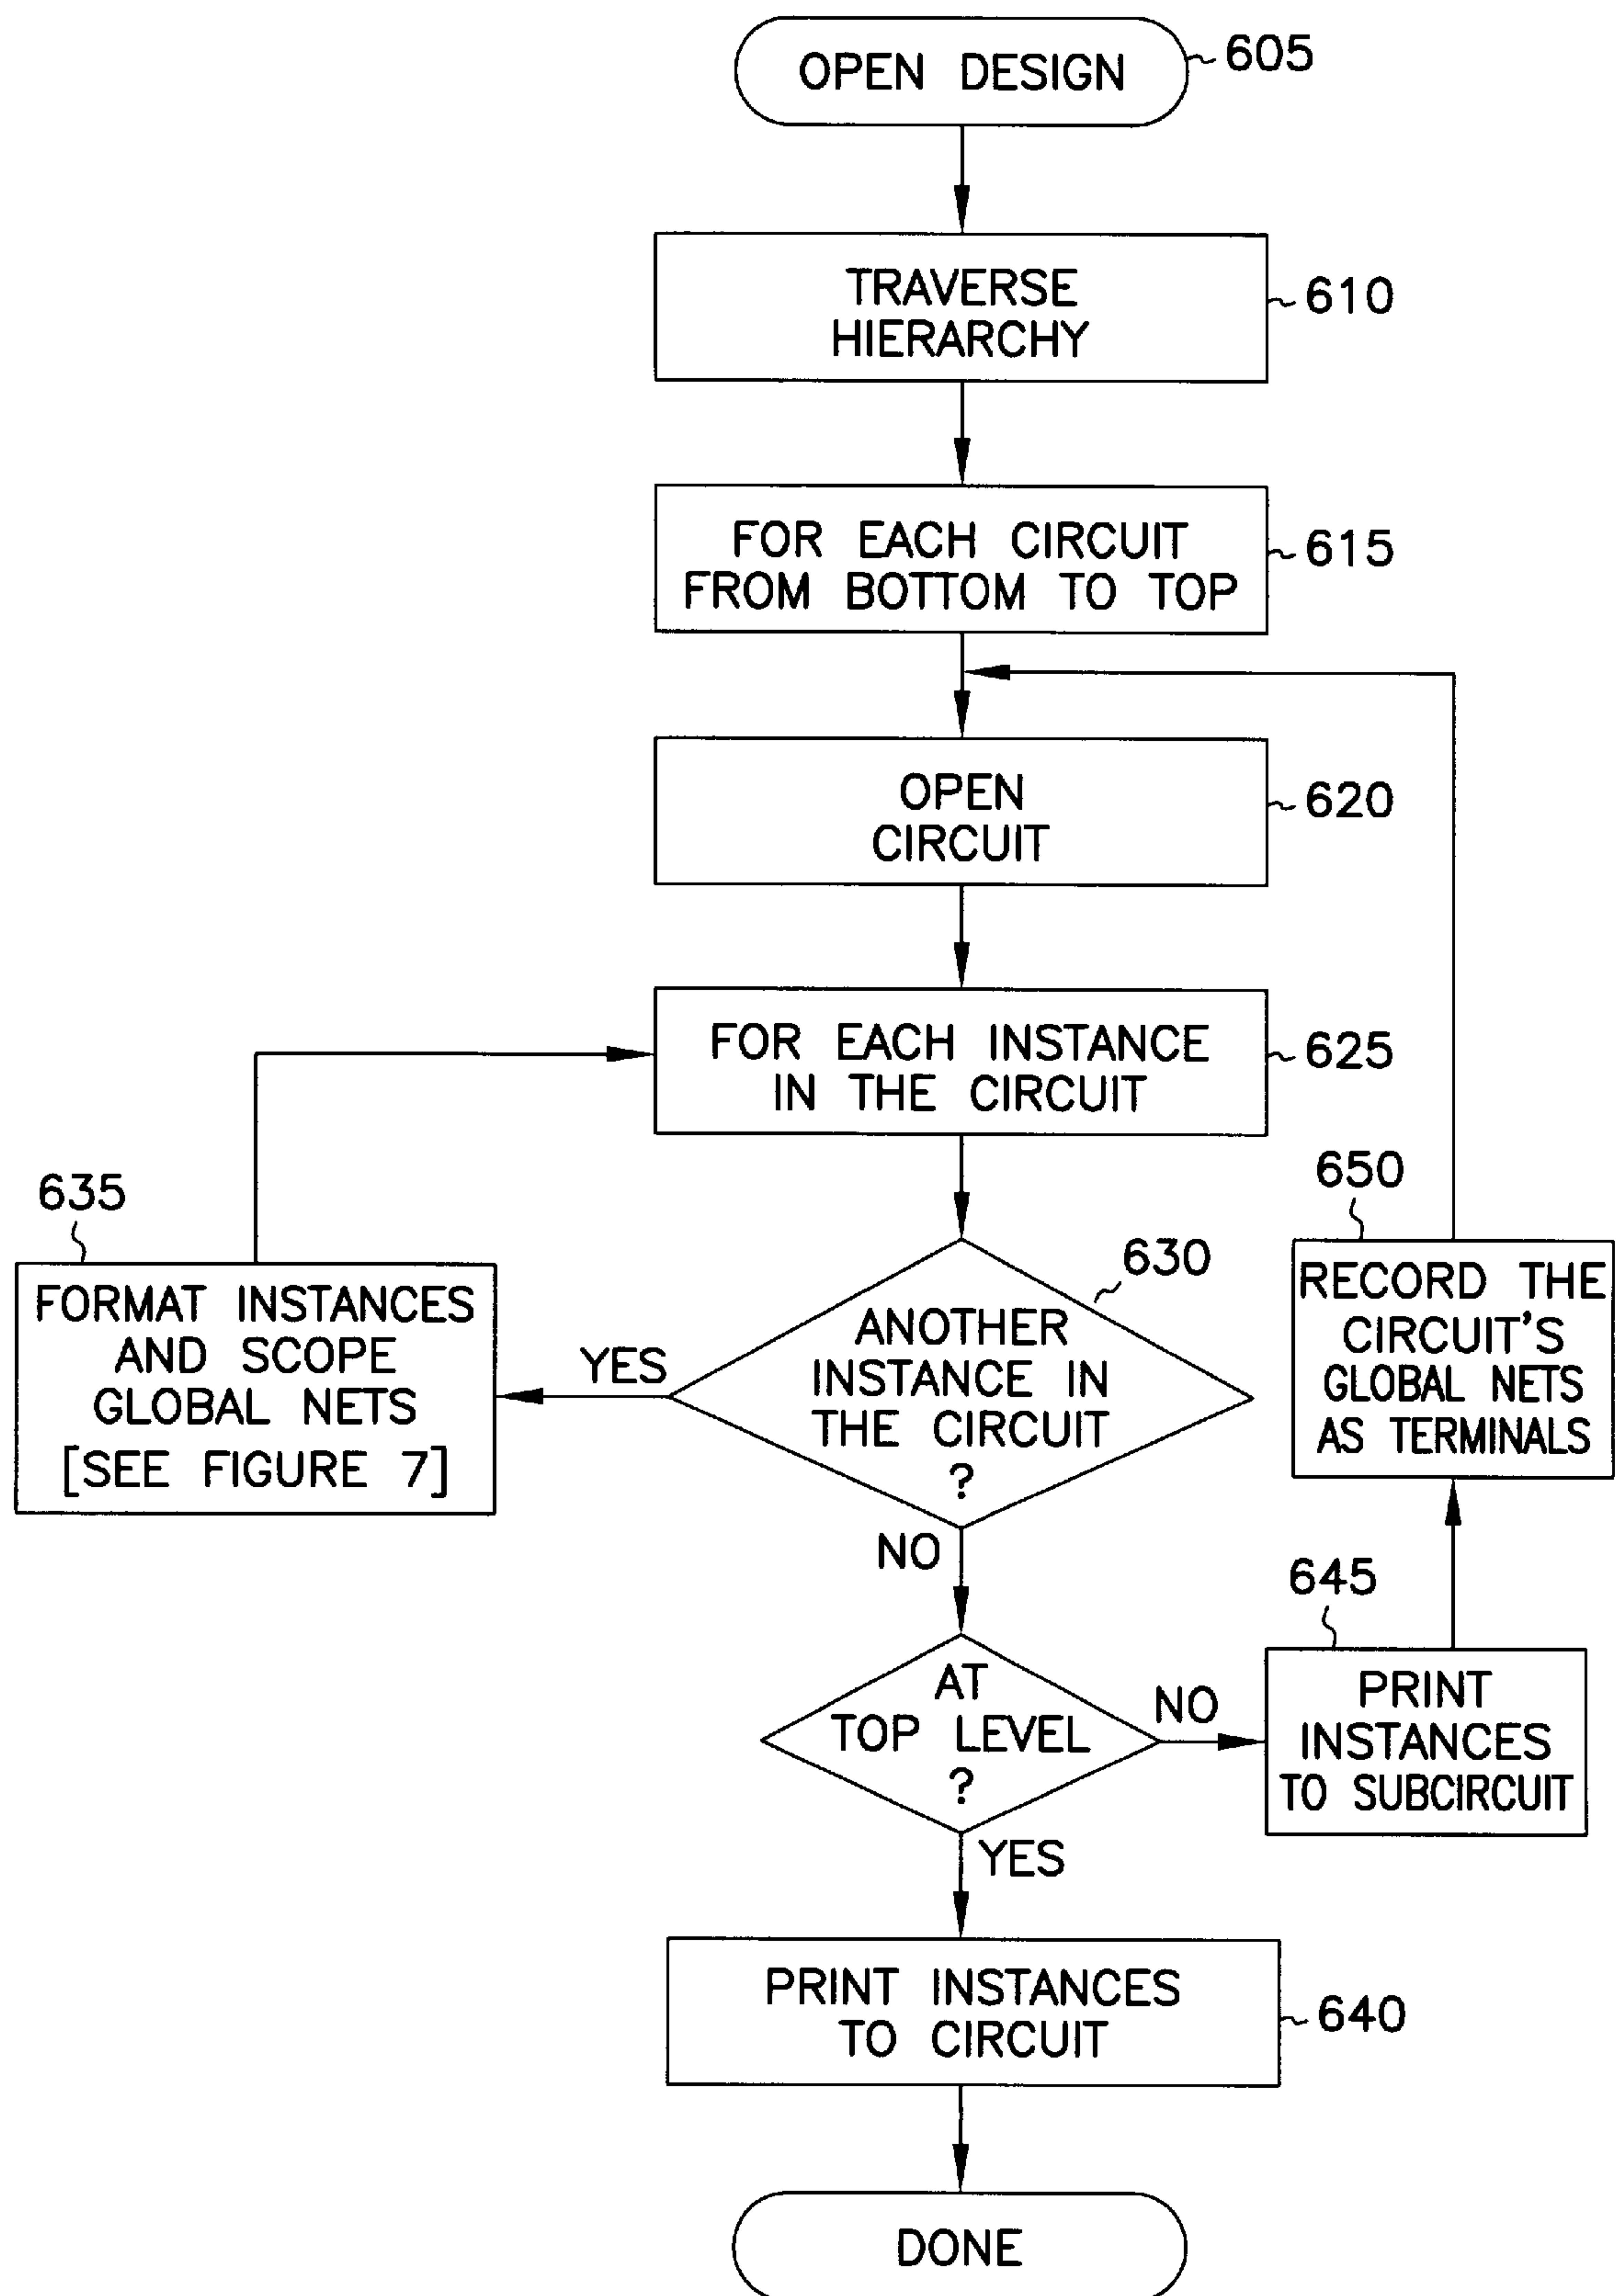 OPEN DESIGN
605
TRAVERSE
HIERARCHY
610
FOR EACH CIRCUIT
FROM BOTTOM TO TOP
615
OPEN
CIRCUIT
620
FOR EACH INSTANCE
IN THE CIRCUIT
625
630
ANOTHER
INSTANCE IN
THE CIRCUIT
?
YES
635
FORMAT INSTANCES
AND SCOPE
GLOBAL NETS
[SEE FIGURE 7]
NO
AT
TOP LEVEL
?
NO
645
PRINT
INSTANCES
TO SUBCIRCUIT
650
RECORD THE
CIRCUIT'S
GLOBAL NETS
AS TERMINALS
YES
PRINT INSTANCES
TO CIRCUIT
640
DONE